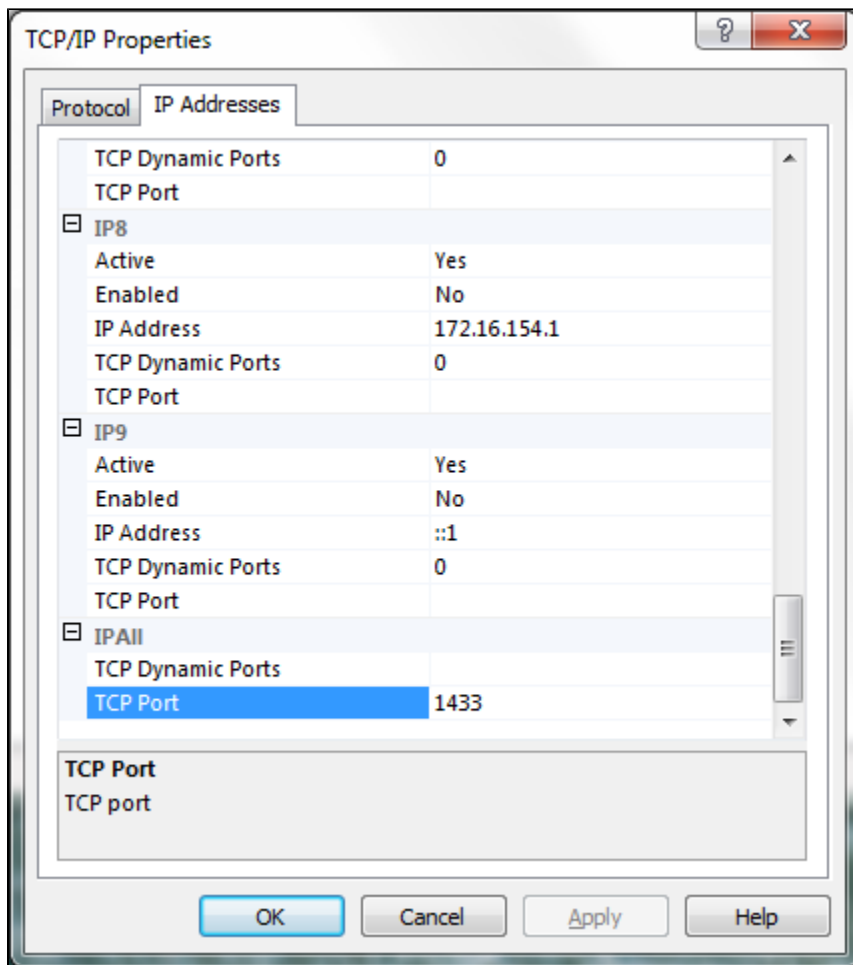 TCP/IP Properties
Protocol IP Addresses
TCP Dynamic Ports 0
TCP Port
IP8
Active Yes
Enabled No
IP Address 172.16.154.1
TCP Dynamic Ports 0
TCP Port
IP9
Active Yes
Enabled No
IP Address ::1
TCP Dynamic Ports 0
TCP Port
IPAll
TCP Dynamic Ports
TCP Port 1433
TCP Port
TCP port
OK Cancel Apply Help